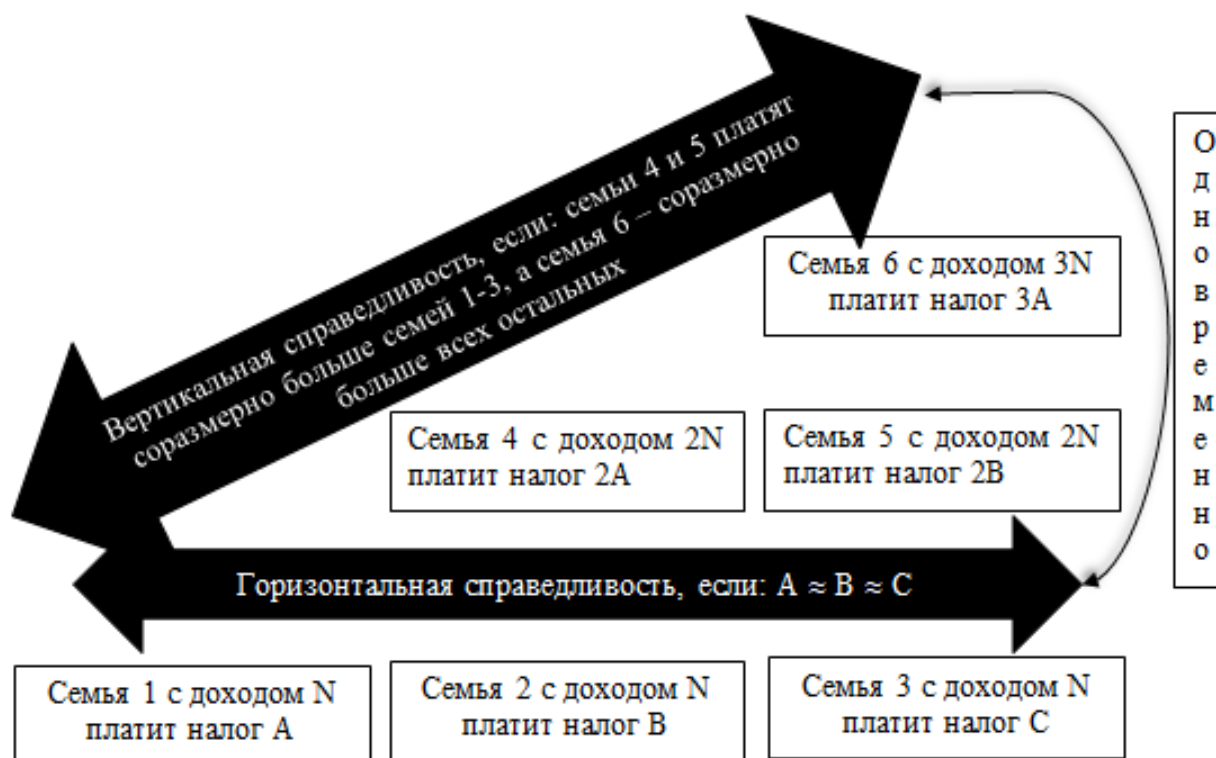 Вертикальная справедливость, если: семьи 4 и 5 платят
соразмерно больше семей 1-3, а семья 6 – соразмерно
больше всех остальных
Одновременно
Семья 6 с доходом 3N
платит налог 3А
Семья 4 с доходом 2N
платит налог 2А
Семья 5 с доходом 2N
платит налог 2В
Горизонтальная справедливость, если: А ≈ В ≈ С
Семья 1 с доходом N
платит налог А
Семья 2 с доходом N
платит налог В
Семья 3 с доходом N
платит налог С